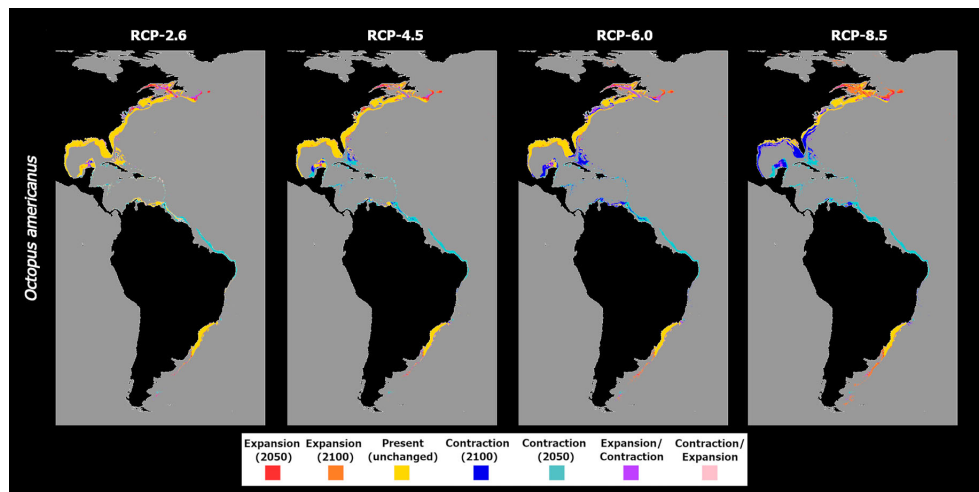 RCP-2.6
RCP-4.5
RCP-6.0
RCP-8.5
Octopus americanus
Expansion
(2050)
Expansion
(2100)
Present
(unchanged)
Contraction
(2100)
Contraction
(2050)
Expansion/
Contraction
Contraction/
Expansion